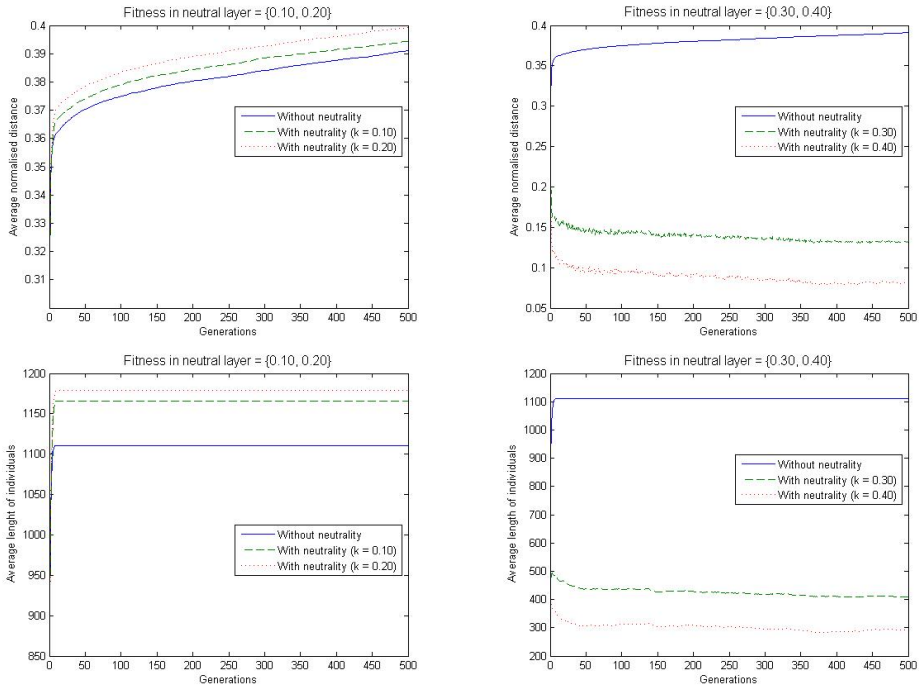 Fitness in neutral layer = {0.10, 0.20}
Average normalised distance
0.4
0.39
0.38
0.37
0.36
0.35
0.34
0.33
0.32
0.31
Without neutrality
With neutrality (k = 0.10)
With neutrality (k = 0.20)
0 50 100 150 200 250 300 350 400 450 500
Generations
Fitness in neutral layer = {0.30, 0.40}
Average normalised distance
0.4
0.35
0.3
0.25
0.2
0.15
0.1
0.05
Without neutrality
With neutrality (k = 0.30)
With neutrality (k = 0.40)
0 50 100 150 200 250 300 350 400 450 500
Generations
Fitness in neutral layer = {0.10, 0.20}
Average lenght of individuals
1200
1150
1100
1050
1000
950
900
850
Without neutrality
With neutrality (k = 0.10)
With neutrality (k = 0.20)
0 50 100 150 200 250 300 350 400 450 500
Generations
Fitness in neutral layer = {0.30, 0.40}
Average length of individuals
1200
1100
1000
900
800
700
600
500
400
300
200
Without neutrality
With neutrality (k = 0.30)
With neutrality (k = 0.40)
0 50 100 150 200 250 300 350 400 450 500
Generations